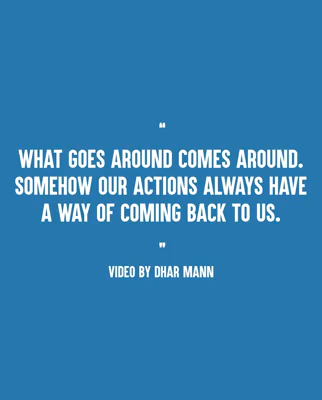 "
WHAT GOES AROUND COMES AROUND.
SOMEHOW OUR ACTIONS ALWAYS HAVE
A WAY OF COMING BACK TO US.
"
VIDEO BY DHAR MANN